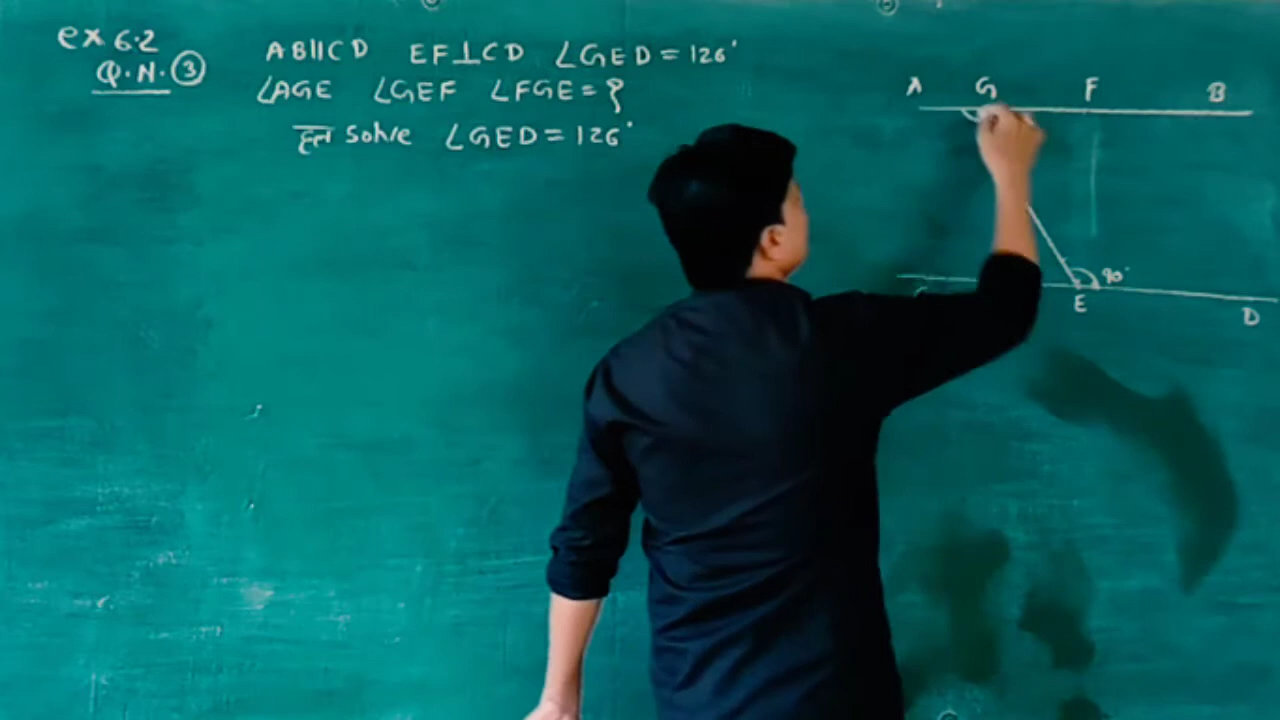 ex 6.2
Q.N. 3
AB||CD EF⊥CD ∠GED = 126°
∠AGE ∠GEF ∠FGE = ?
हल Solve ∠GED = 126°
A G F B
90°
E
D